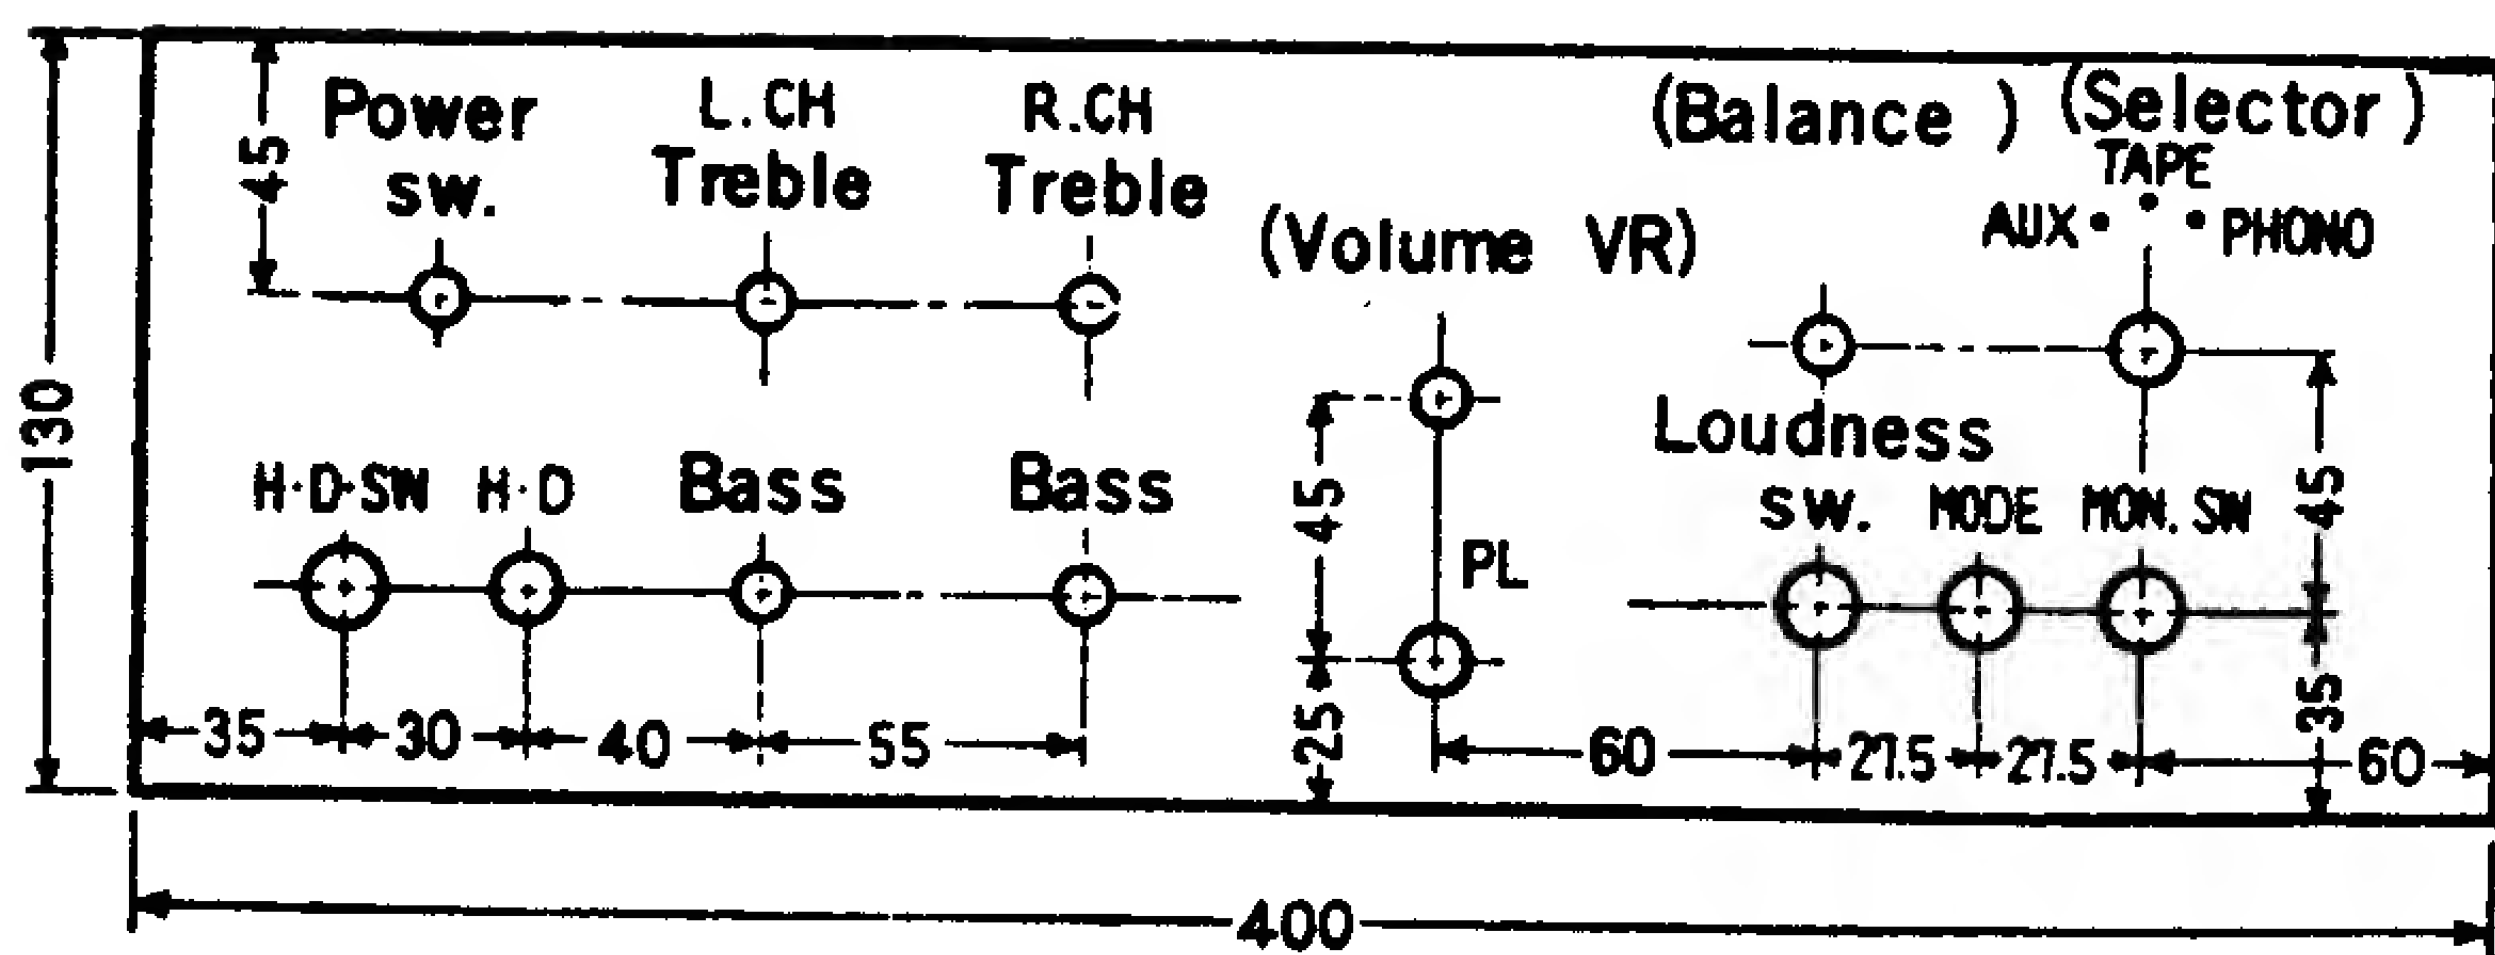 Power
SW.
L.CH
Treble
R.CH
Treble
(Volume VR)
(Balance )
(Selector)
TAPE
AUX• • •PHONO
45
130
H·D·SW
H·D
Bass
Bass
45
PL
Loudness
SW.
MODE
MON.SW
45
35
30
40
55
25
60
27.5
27.5
35
60
400